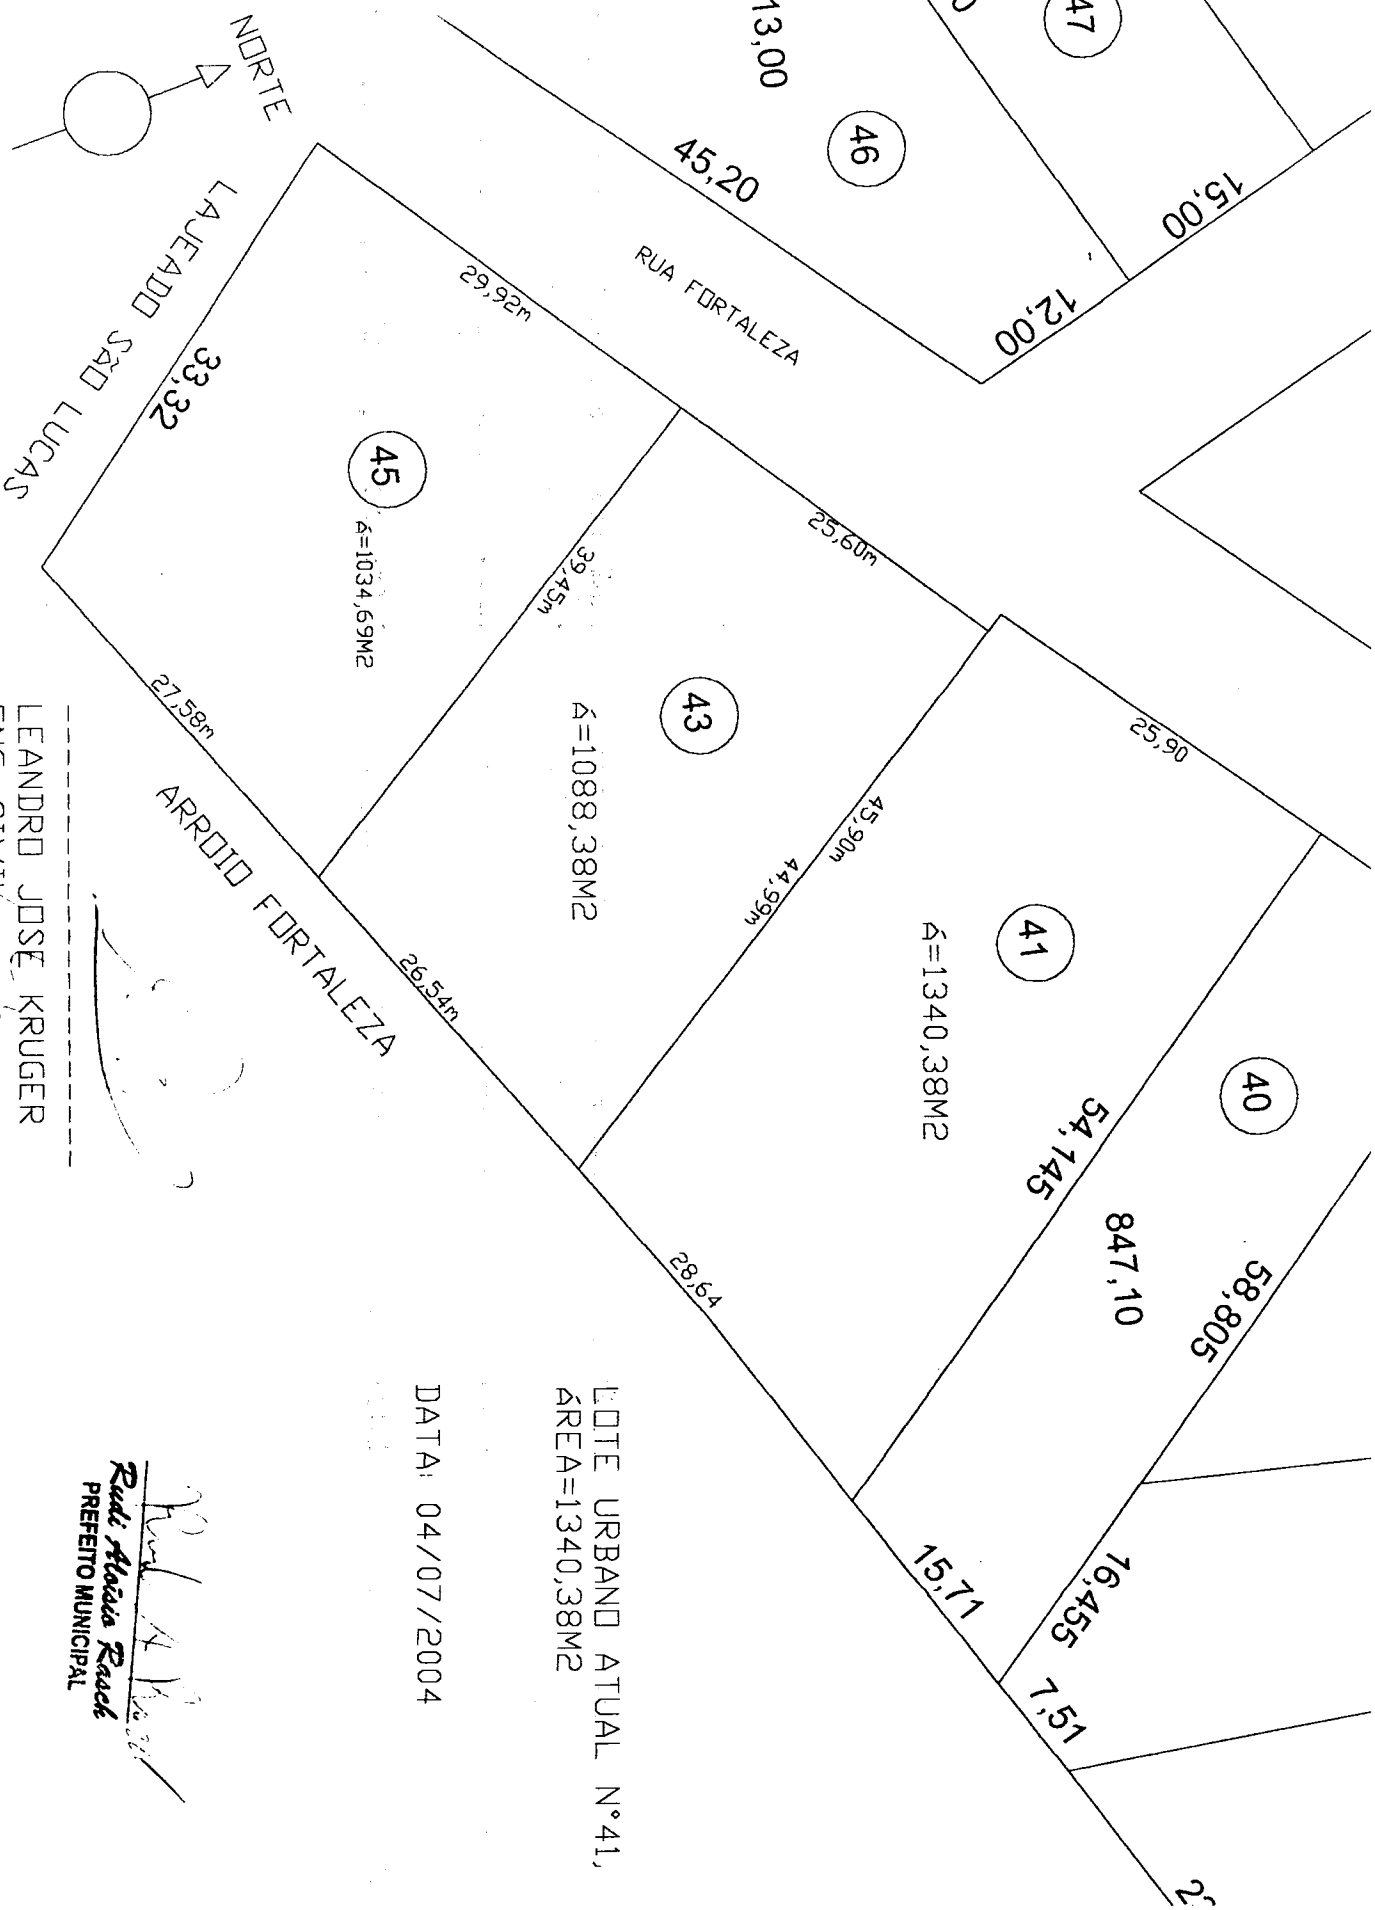 NORTE
LAJEADO SÃO LUCAS
33,32
29,92m
45
Á=1034,69M2
27,58m
39,45m
13,00
46
47
45,20
15,00
12,00
RUA FORTALEZA
25,60m
43
Á=1088,38M2
26,54m
ARROIO FORTALEZA
45,90m
44,99m
25,90
41
Á=1340,38M2
28,64
54,145
40
847,10
58,805
15,71
16,455
7,51
LOTE URBANO ATUAL N°41,
ÁREA=1340,38M2
DATA: 04/07/2004
LEANDRO JOSE KRUGER
Rudi Aloisio Rasch
PREFEITO MUNICIPAL